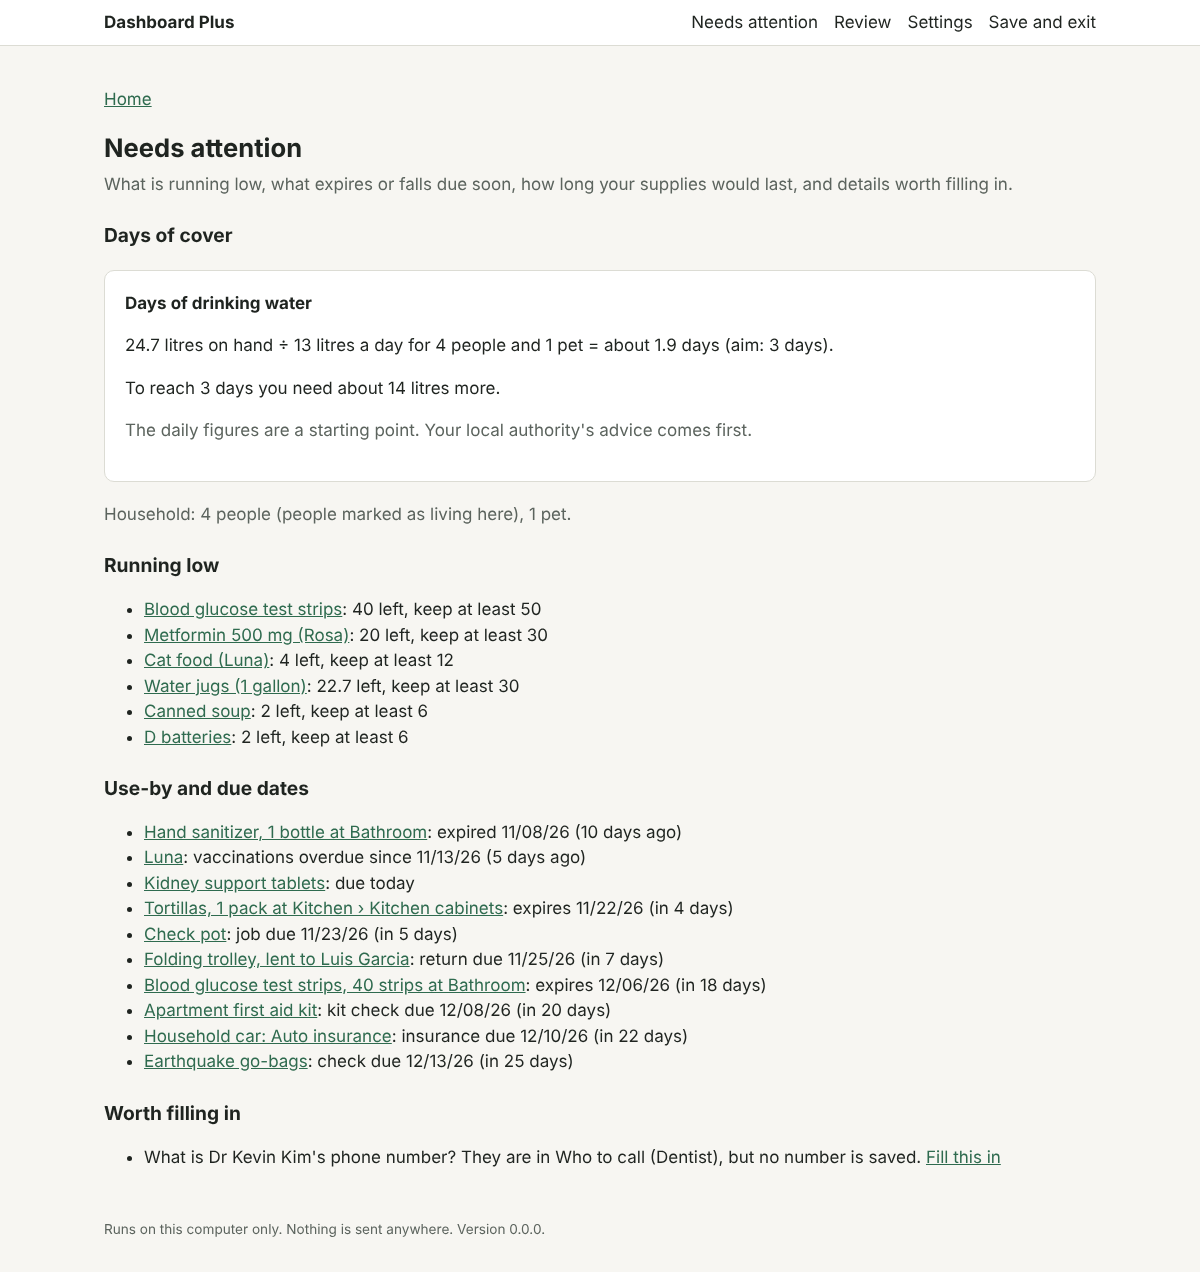 Dashboard Plus
Needs attention Review Settings Save and exit
Home
Needs attention
What is running low, what expires or falls due soon, how long your supplies would last, and details worth filling in.
Days of cover
Days of drinking water
24.7 litres on hand ÷ 13 litres a day for 4 people and 1 pet = about 1.9 days (aim: 3 days).
To reach 3 days you need about 14 litres more.
The daily figures are a starting point. Your local authority's advice comes first.
Household: 4 people (people marked as living here), 1 pet.
Running low
Blood glucose test strips: 40 left, keep at least 50
Metformin 500 mg (Rosa): 20 left, keep at least 30
Cat food (Luna): 4 left, keep at least 12
Water jugs (1 gallon): 22.7 left, keep at least 30
Canned soup: 2 left, keep at least 6
D batteries: 2 left, keep at least 6
Use-by and due dates
Hand sanitizer, 1 bottle at Bathroom: expired 11/08/26 (10 days ago)
Luna: vaccinations overdue since 11/13/26 (5 days ago)
Kidney support tablets: due today
Tortillas, 1 pack at Kitchen › Kitchen cabinets: expires 11/22/26 (in 4 days)
Check pot: job due 11/23/26 (in 5 days)
Folding trolley, lent to Luis Garcia: return due 11/25/26 (in 7 days)
Blood glucose test strips, 40 strips at Bathroom: expires 12/06/26 (in 18 days)
Apartment first aid kit: kit check due 12/08/26 (in 20 days)
Household car: Auto insurance: insurance due 12/10/26 (in 22 days)
Earthquake go-bags: check due 12/13/26 (in 25 days)
Worth filling in
What is Dr Kevin Kim's phone number? They are in Who to call (Dentist), but no number is saved. Fill this in
Runs on this computer only. Nothing is sent anywhere. Version 0.0.0.